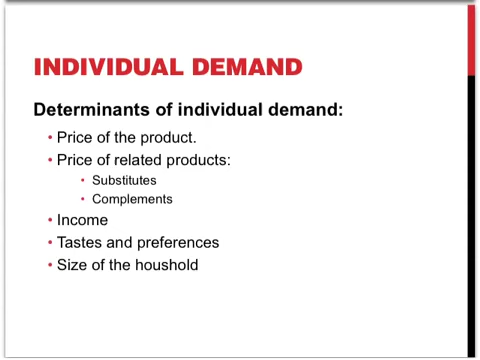 INDIVIDUAL DEMAND
Determinants of individual demand:
• Price of the product.
• Price of related products:
• Substitutes
• Complements
• Income
• Tastes and preferences
• Size of the houshold